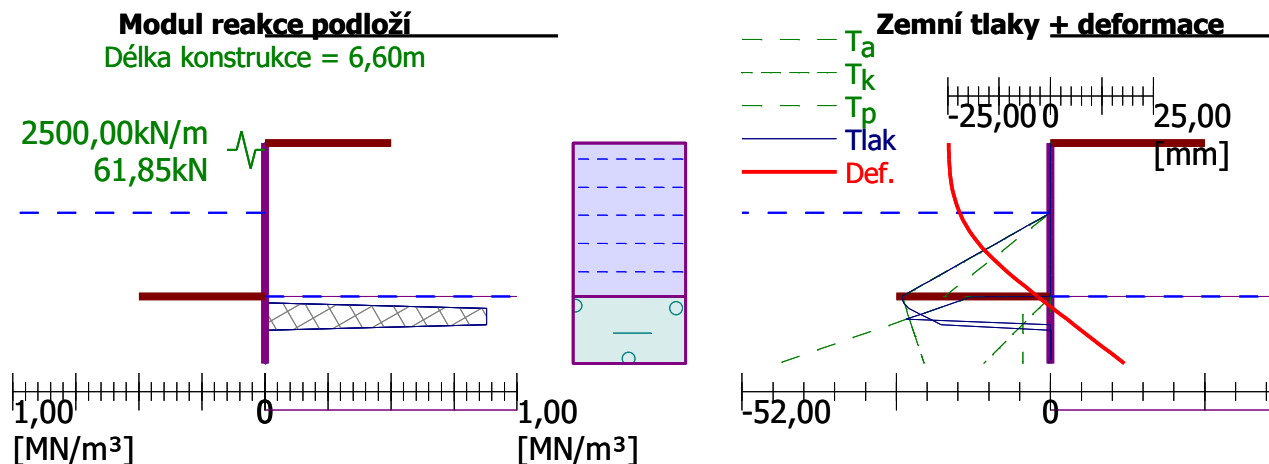 Modul reakce podloží
Délka konstrukce = 6,60m
2500,00kN/m
61,85kN
1,00
0
1,00
[MN/m³]
[MN/m³]
Zemní tlaky + deformace
Ta
Tk
Tp
Tlak
Def.
-25,00
0
25,00
[mm]
-52,00
0